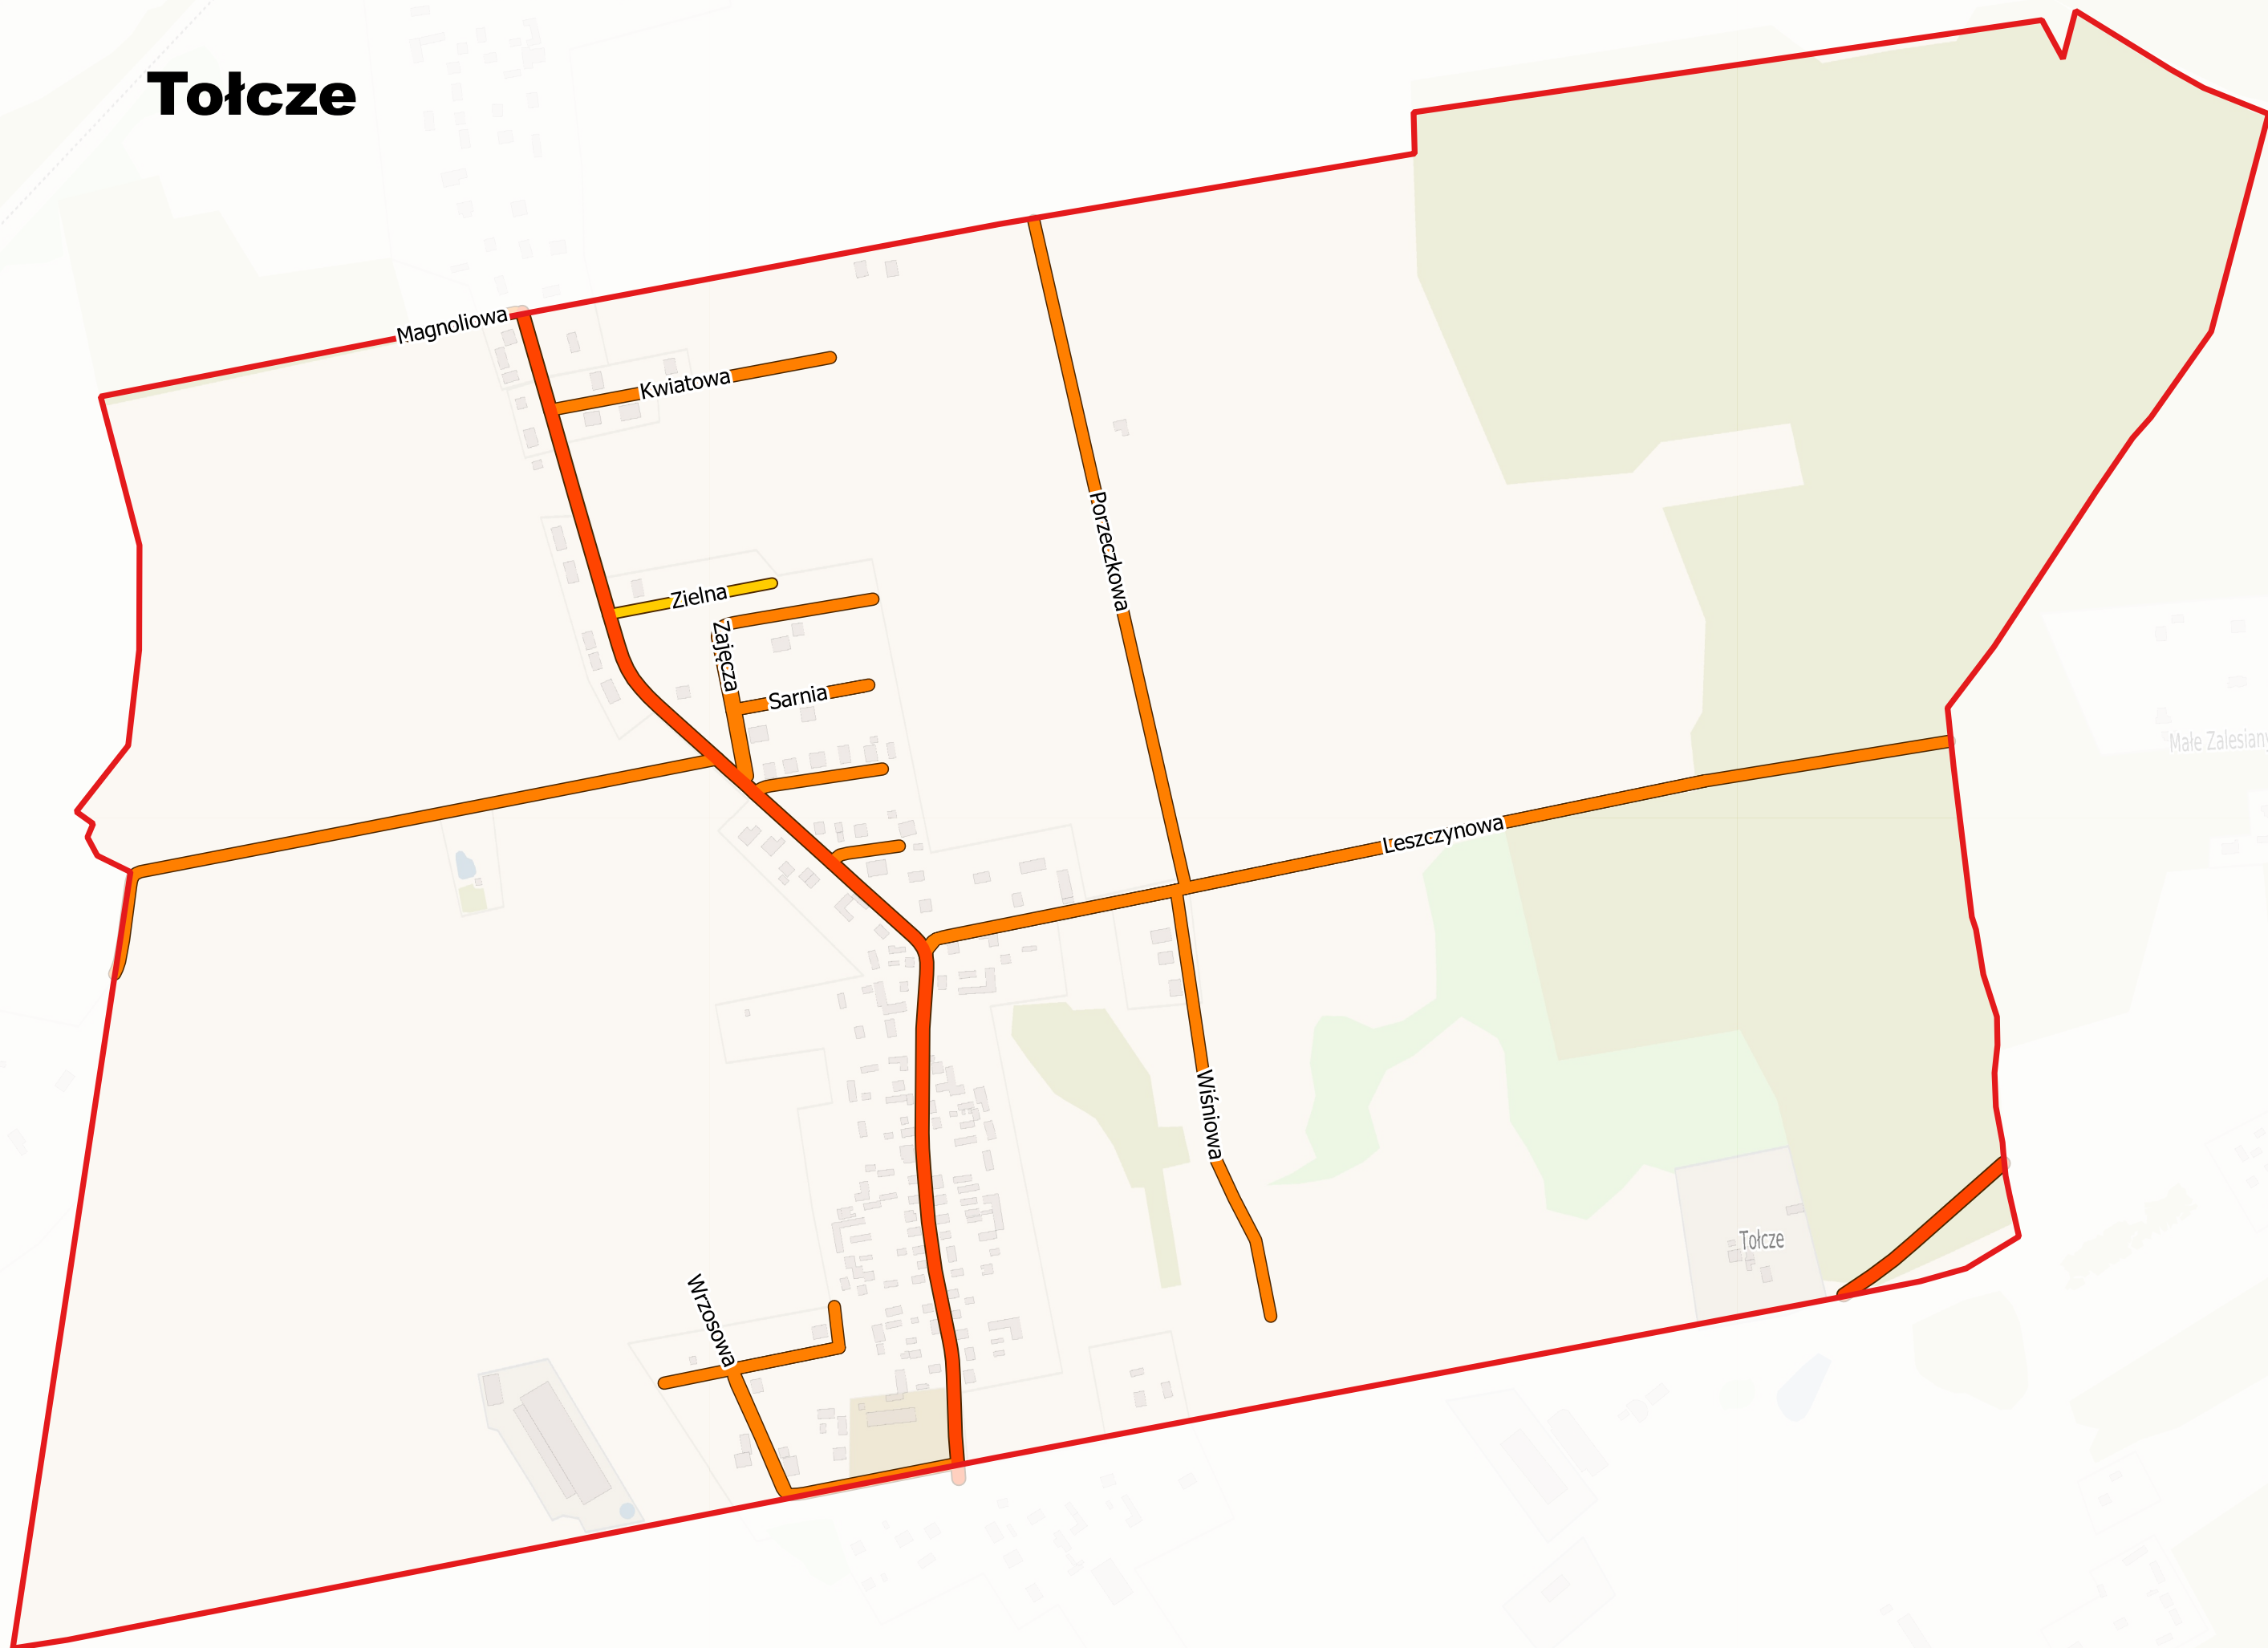 Tołcze
Magnoliowa
Kwiatowa
Porzeczkowa
Zielna
Zajęcza
Sarnia
Małe Zalesiany
Leszczynowa
Wiśniowa
Tołcze
Wrzosowa